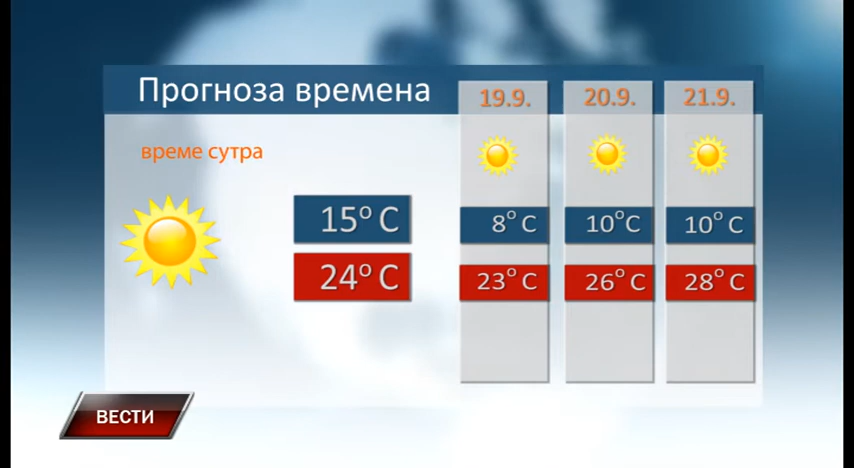 Прогноза времена
време сутра
15° C
24° C
19.9.
8° C
23° C
20.9.
10°C
26° C
21.9.
10° C
28° C
ВЕСТИ